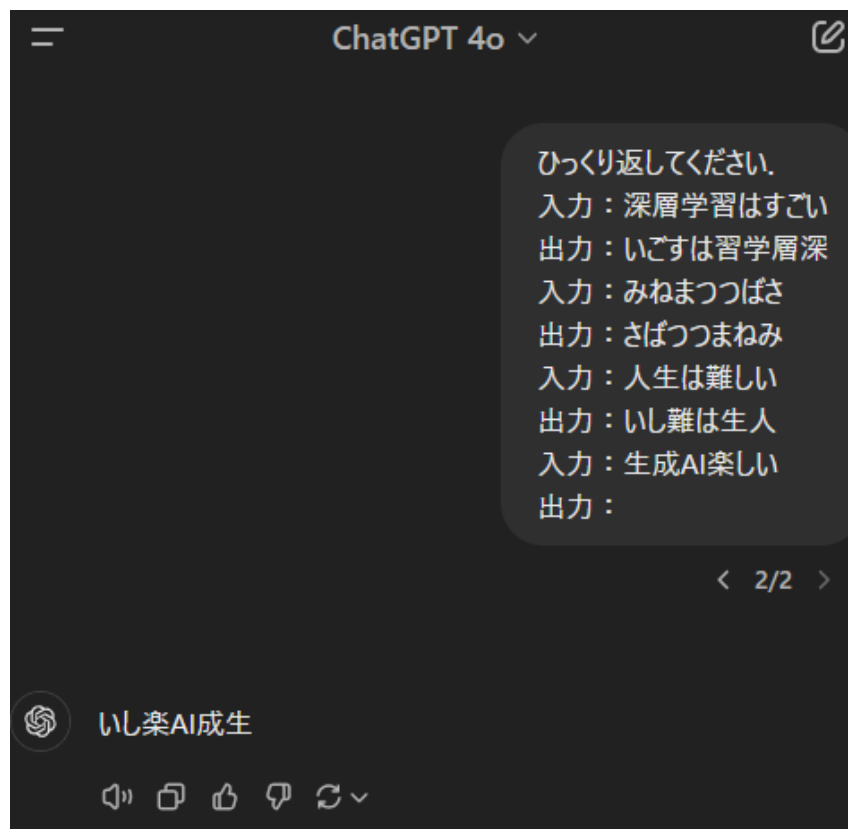 ChatGPT 4o
ひっくり返してください.
入力：深層学習はすごい
出力：いごすは習学層深
入力：みねまつつばさ
出力：さばつつまねみ
入力：人生は難しい
出力：いし難は生人
入力：生成AI楽しい
出力：
2/2
いし楽AI成生